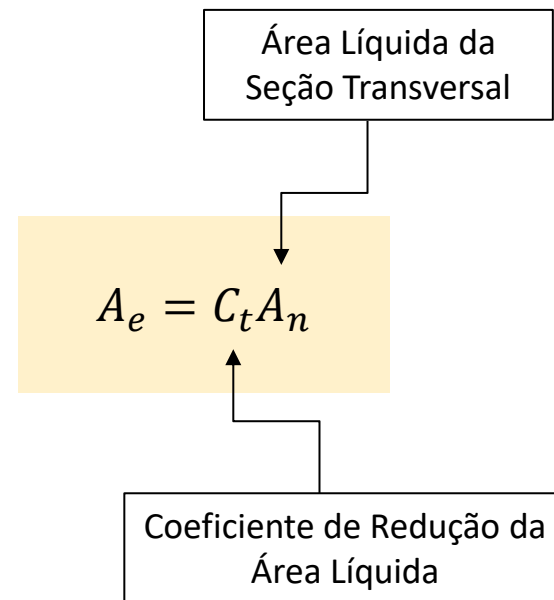 Área Líquida da
Seção Transversal
𝐴ₑ = 𝐶ₜ𝐴ₙ
Coeficiente de Redução da
Área Líquida